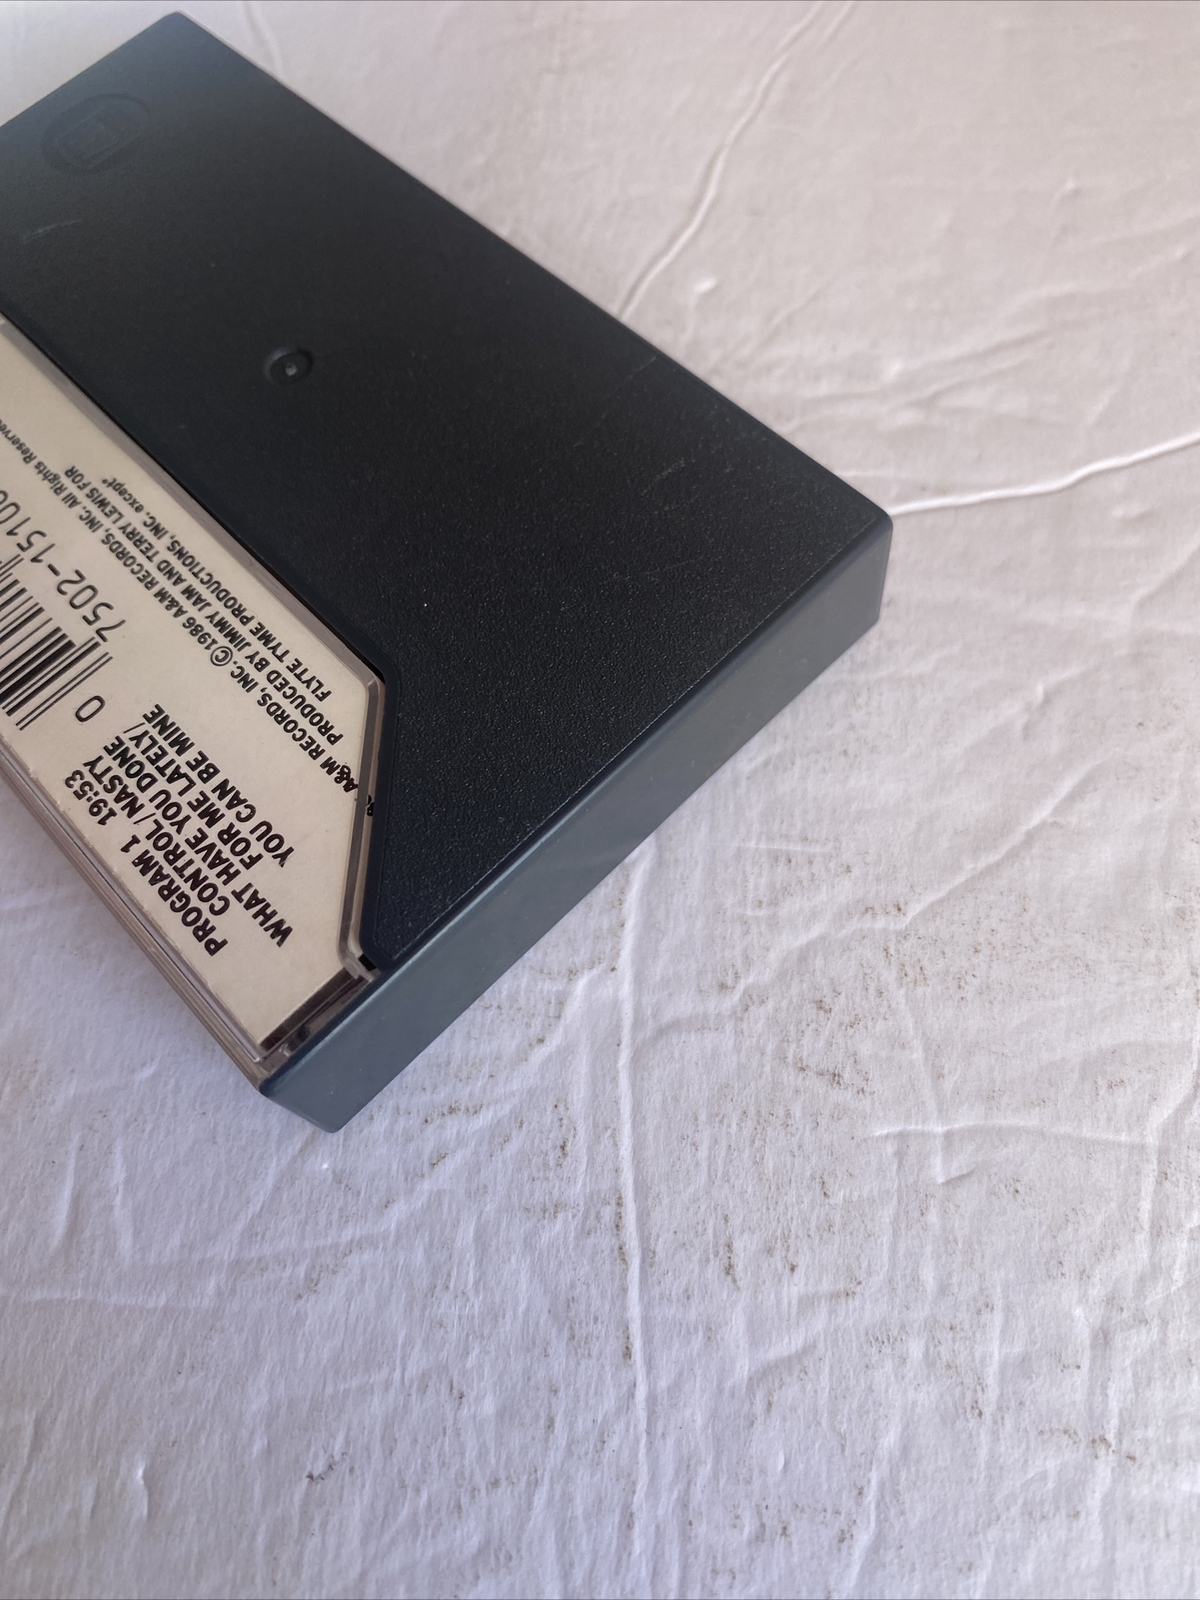 PROGRAM 1 19:53
CONTROL/NASTY
WHAT HAVE YOU DONE
FOR ME LATELY/
YOU CAN BE MINE
0
7502-1510
A&M RECORDS, INC. ©1986 A&M RECORDS, INC. All Rights Reserved
PRODUCED BY JIMMY JAM AND TERRY LEWIS FOR
FLYTE TYME PRODUCTIONS, INC. except*